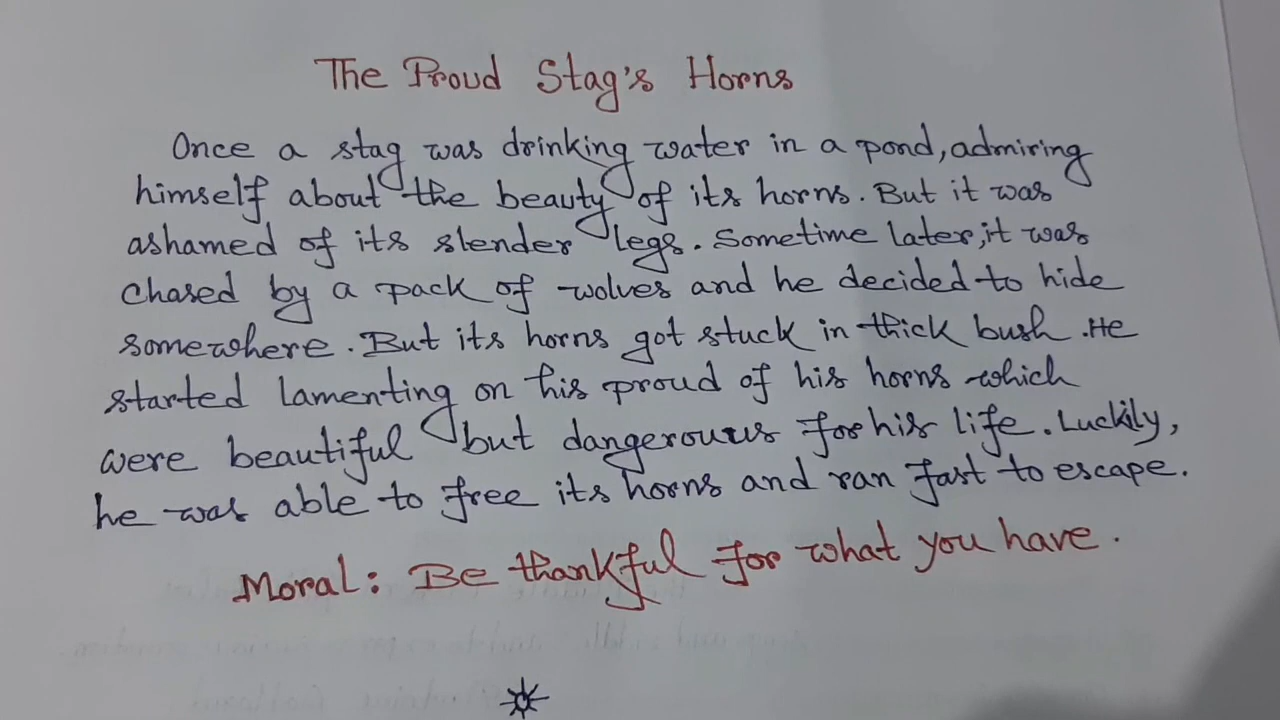 The Proud Stag's Horns
Once a stag was drinking water in a pond, admiring
himself about the beauty of its horns. But it was
ashamed of its slender legs. Sometime later, it was
chased by a pack of wolves and he decided to hide
somewhere. But its horns got stuck in thick bush. He
started lamenting on his proud of his horns which
were beautiful but dangerouus for his life. Luckily,
he was able to free its horns and ran fast to escape.
Moral: Be thankful for what you have.